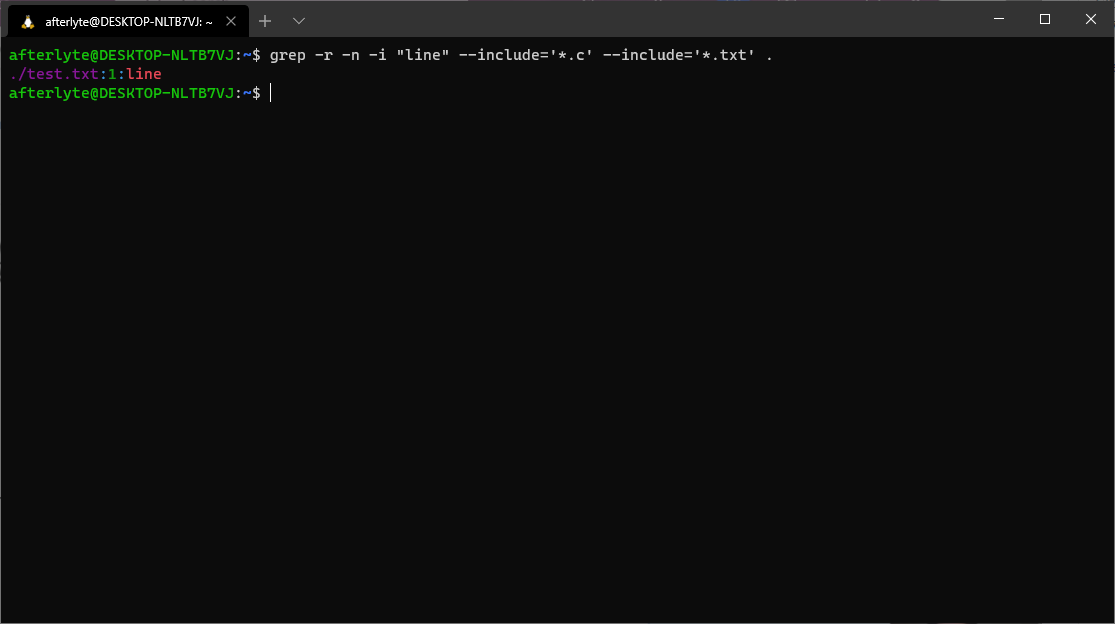 afterlyte@DESKTOP-NLTB7VJ: ~
afterlyte@DESKTOP-NLTB7VJ:~$ grep -r -n -i "line" --include='*.c' --include='*.txt' .
./test.txt:1:line
afterlyte@DESKTOP-NLTB7VJ:~$